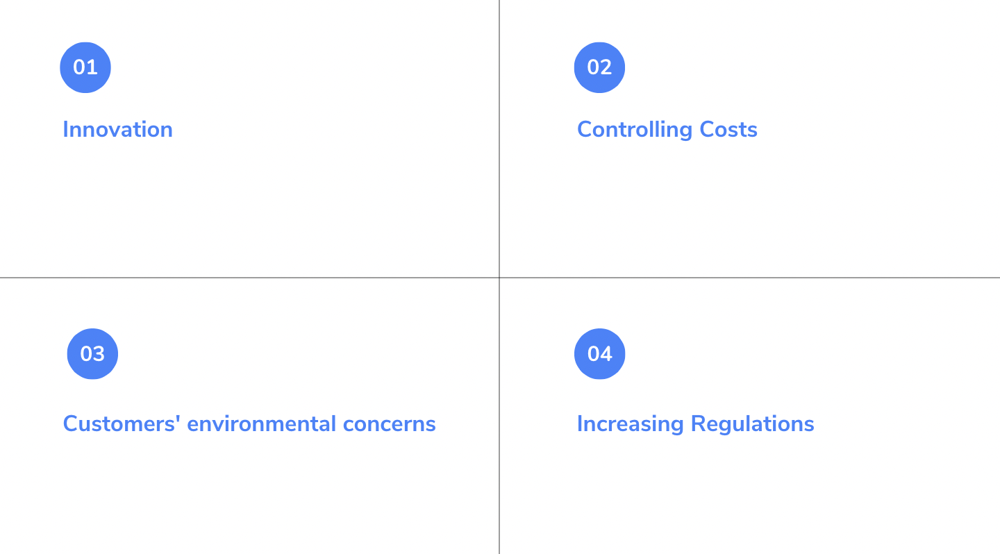 01
Innovation
02
Controlling Costs
03
Customers' environmental concerns
04
Increasing Regulations